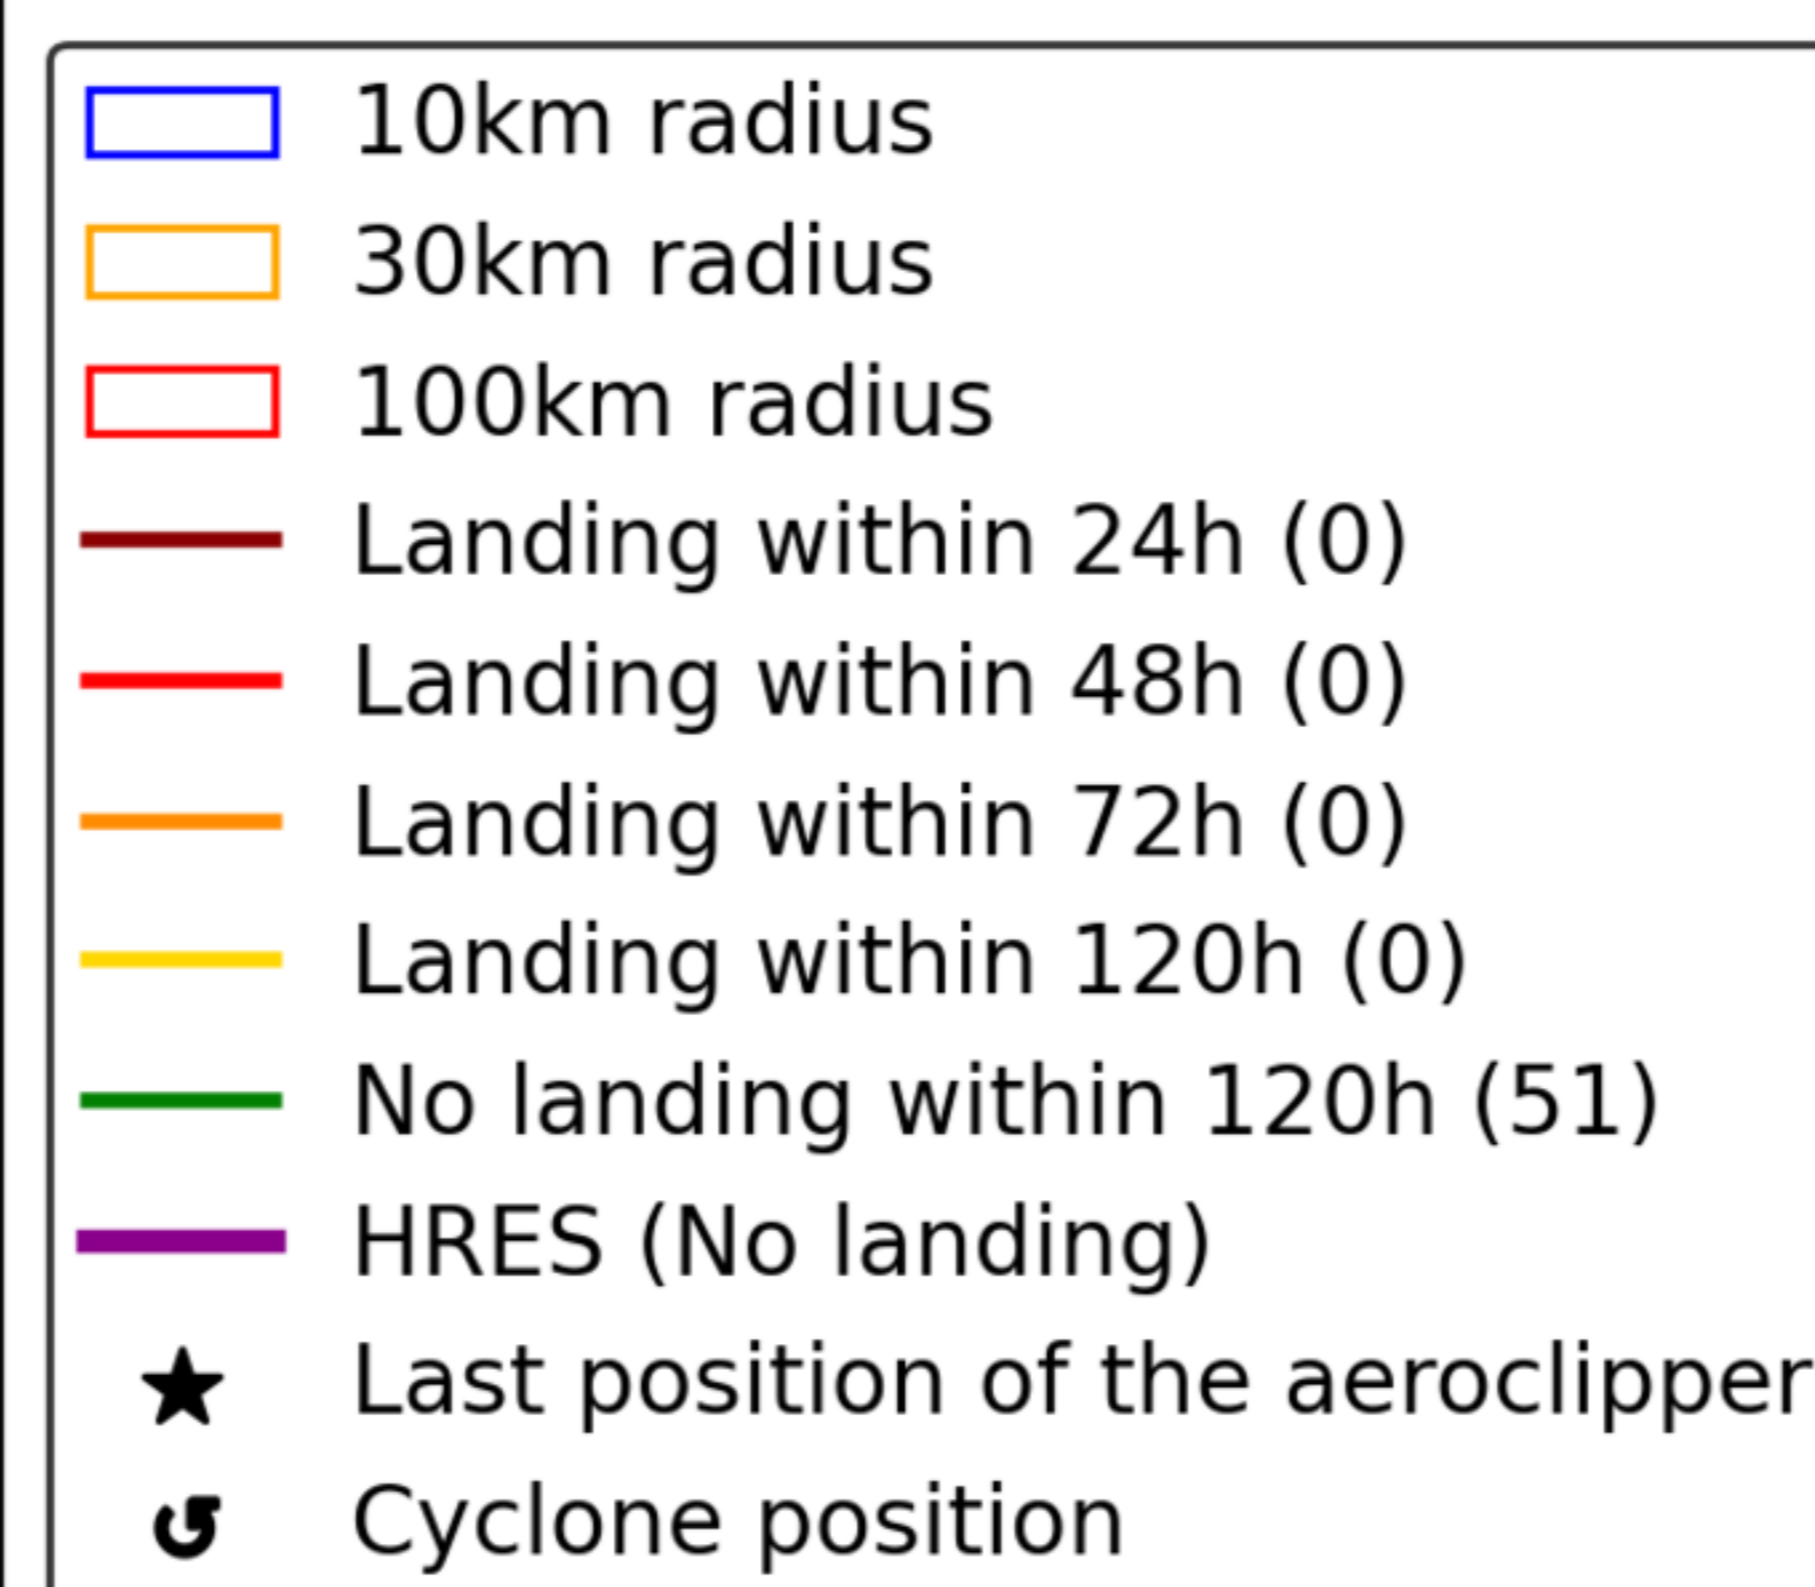 10km radius
30km radius
100km radius
Landing within 24h (0)
Landing within 48h (0)
Landing within 72h (0)
Landing within 120h (0)
No landing within 120h (51)
HRES (No landing)
Last position of the aeroclipper
Cyclone position